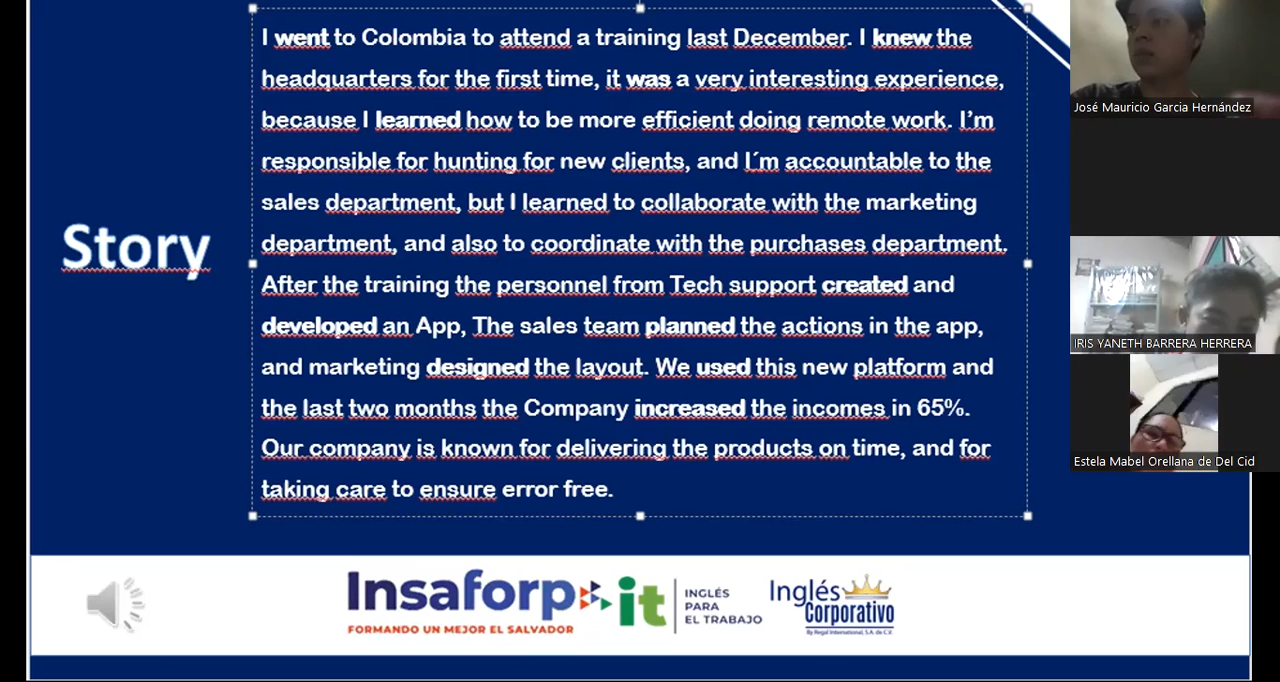 Story
I went to Colombia to attend a training last December. I knew the
headquarters for the first time, it was a very interesting experience,
because I learned how to be more efficient doing remote work. I'm
responsible for hunting for new clients, and I´m accountable to the
sales department, but I learned to collaborate with the marketing
department, and also to coordinate with the purchases department.
After the training the personnel from Tech support created and
developed an App, The sales team planned the actions in the app,
and marketing designed the layout. We used this new platform and
the last two months the Company increased the incomes in 65%.
Our company is known for delivering the products on time, and for
taking care to ensure error free.
José Mauricio Garcia Hernández
IRIS YANETH BARRERA HERRERA
Estela Mabel Orellana de Del Cid
Insaforp
FORMANDO UN MEJOR EL SALVADOR
it
INGLÉS
PARA
EL TRABAJO
Inglés
Corporativo
By Regal International, S.A. de C.V.